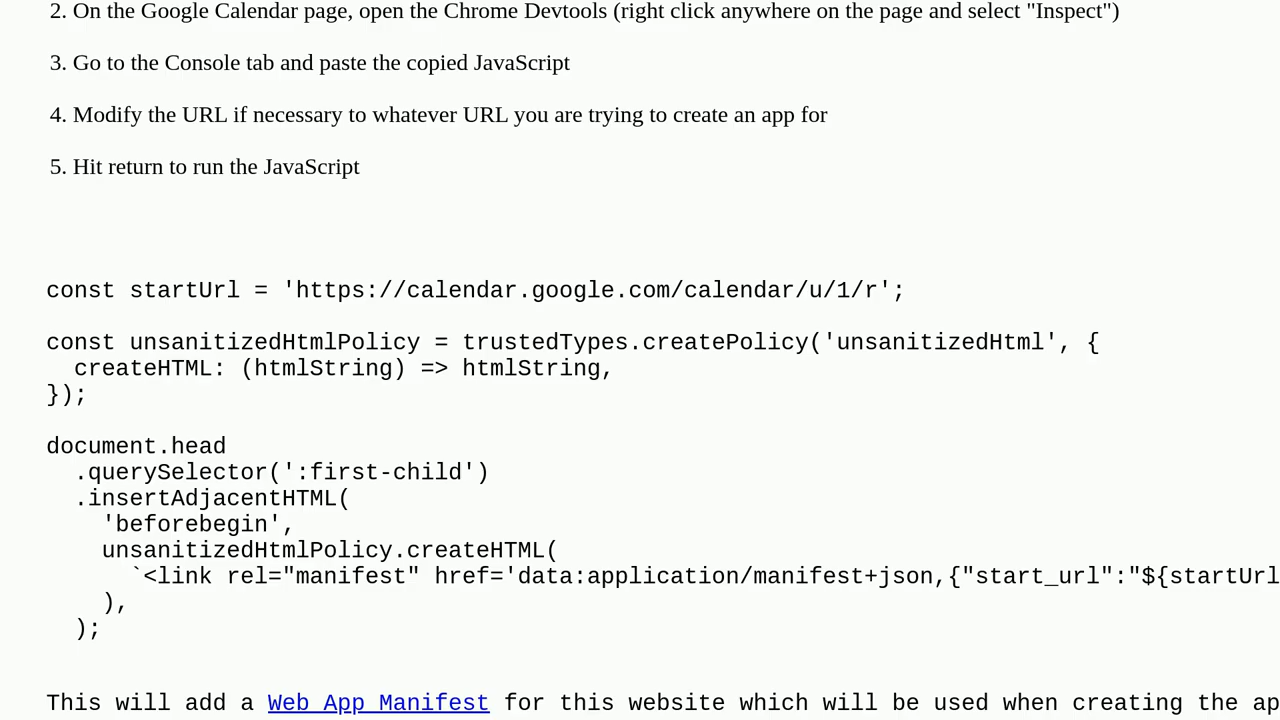 2. On the Google Calendar page, open the Chrome Devtools (right click anywhere on the page and select "Inspect")
3. Go to the Console tab and paste the copied JavaScript
4. Modify the URL if necessary to whatever URL you are trying to create an app for
5. Hit return to run the JavaScript
const startUrl = 'https://calendar.google.com/calendar/u/1/r';
const unsanitizedHtmlPolicy = trustedTypes.createPolicy('unsanitizedHtml', {
  createHTML: (htmlString) => htmlString,
});
document.head
  .querySelector(':first-child')
  .insertAdjacentHTML(
    'beforebegin',
    unsanitizedHtmlPolicy.createHTML(
      `<link rel="manifest" href='data:application/manifest+json,{"start_url":"${startUrl
    ),
  );
This will add a Web App Manifest for this website which will be used when creating the ap